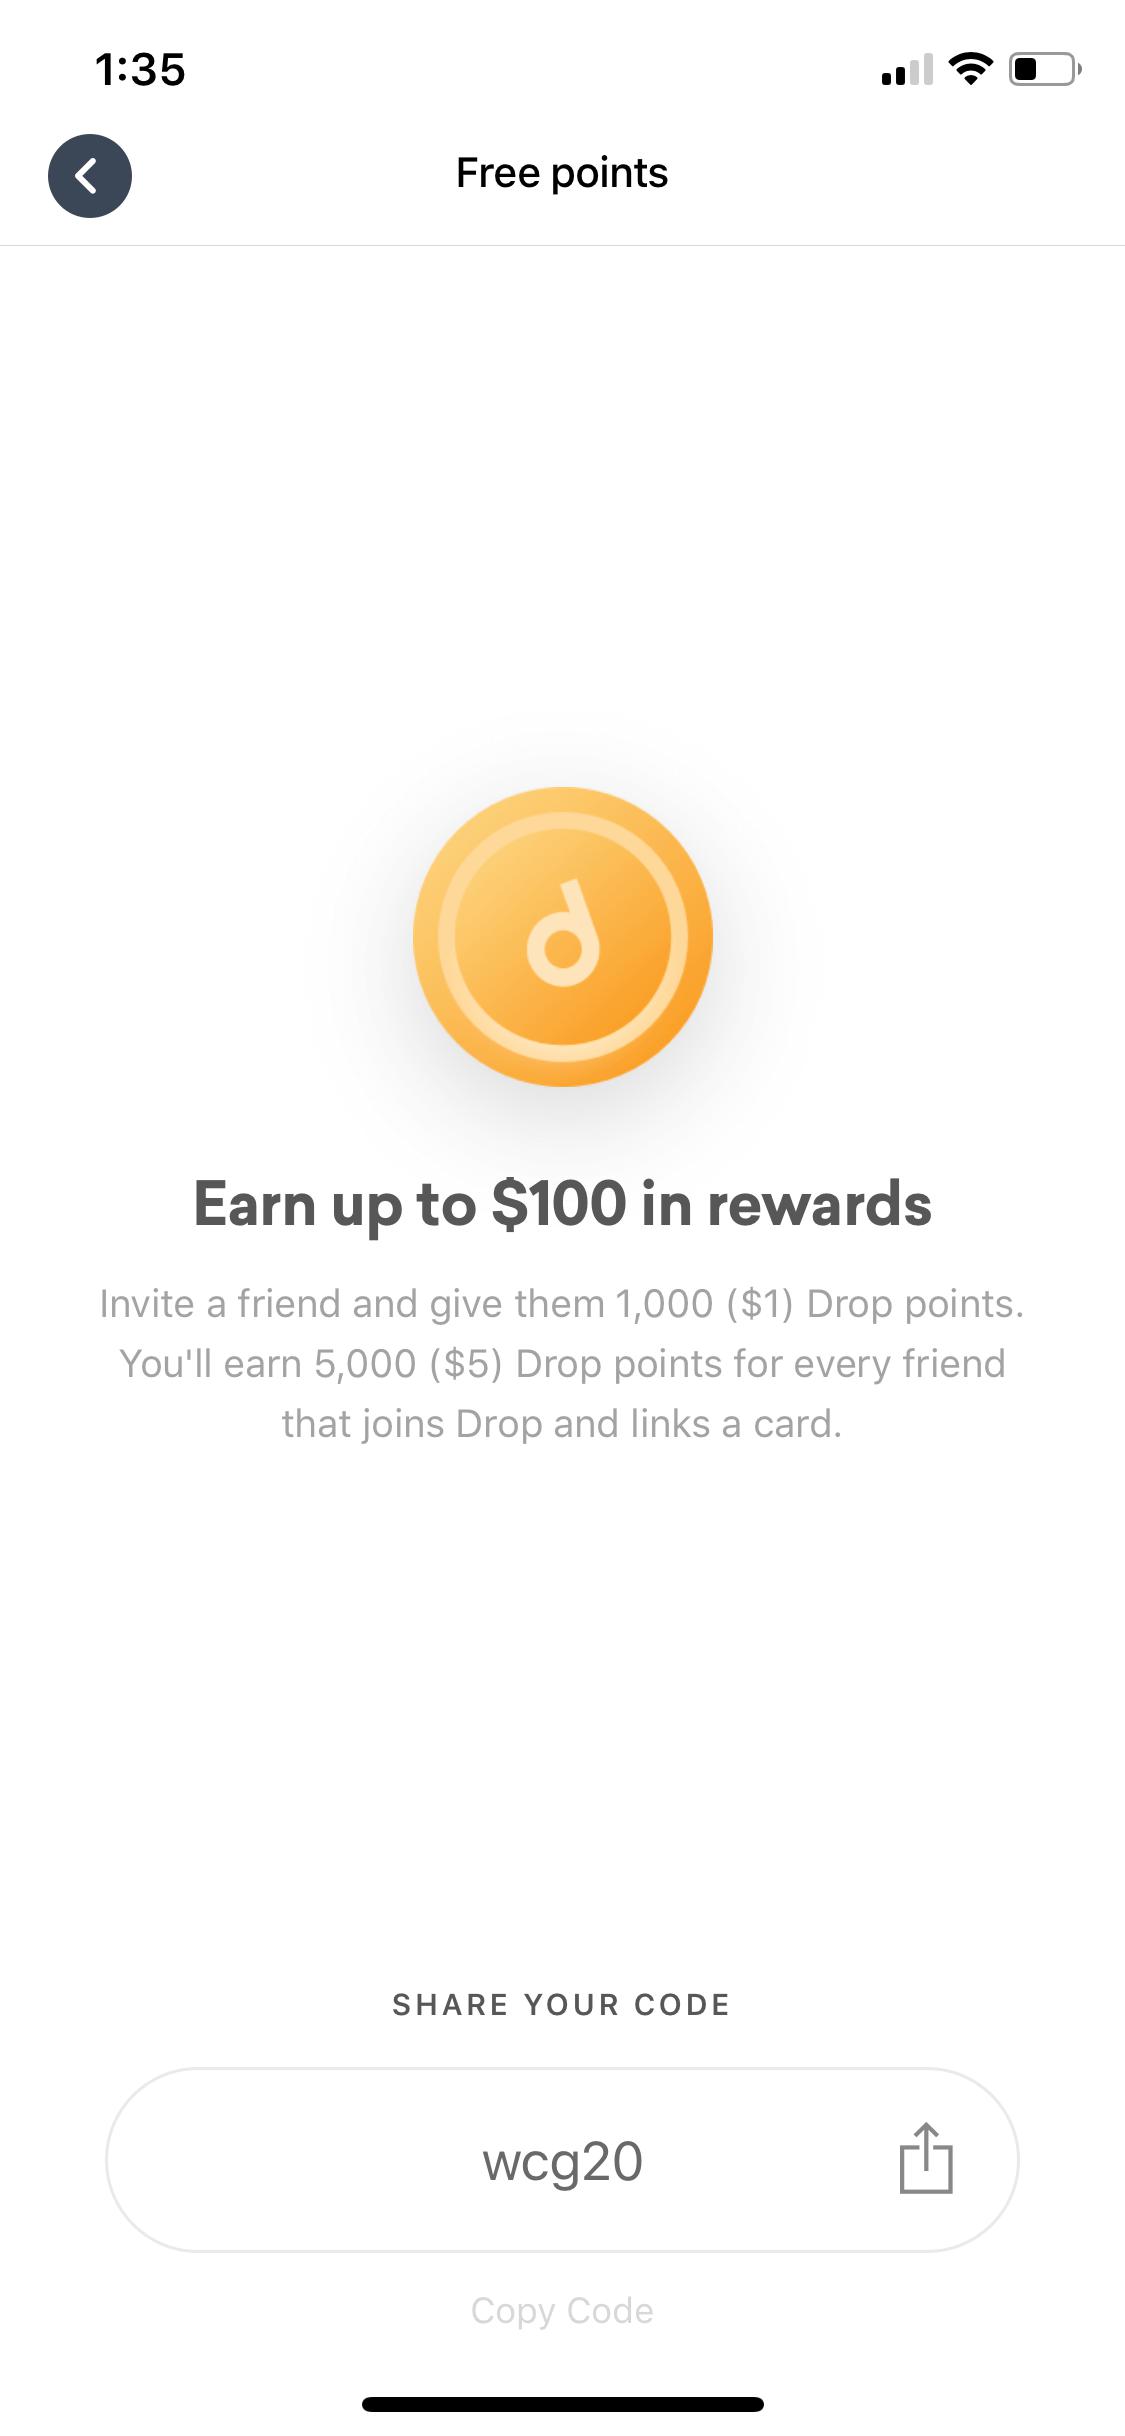 1:35
Free points
d
Earn up to $100 in rewards
Invite a friend and give them 1,000 ($1) Drop points.
You'll earn 5,000 ($5) Drop points for every friend
that joins Drop and links a card.
SHARE YOUR CODE
wcg20
Copy Code